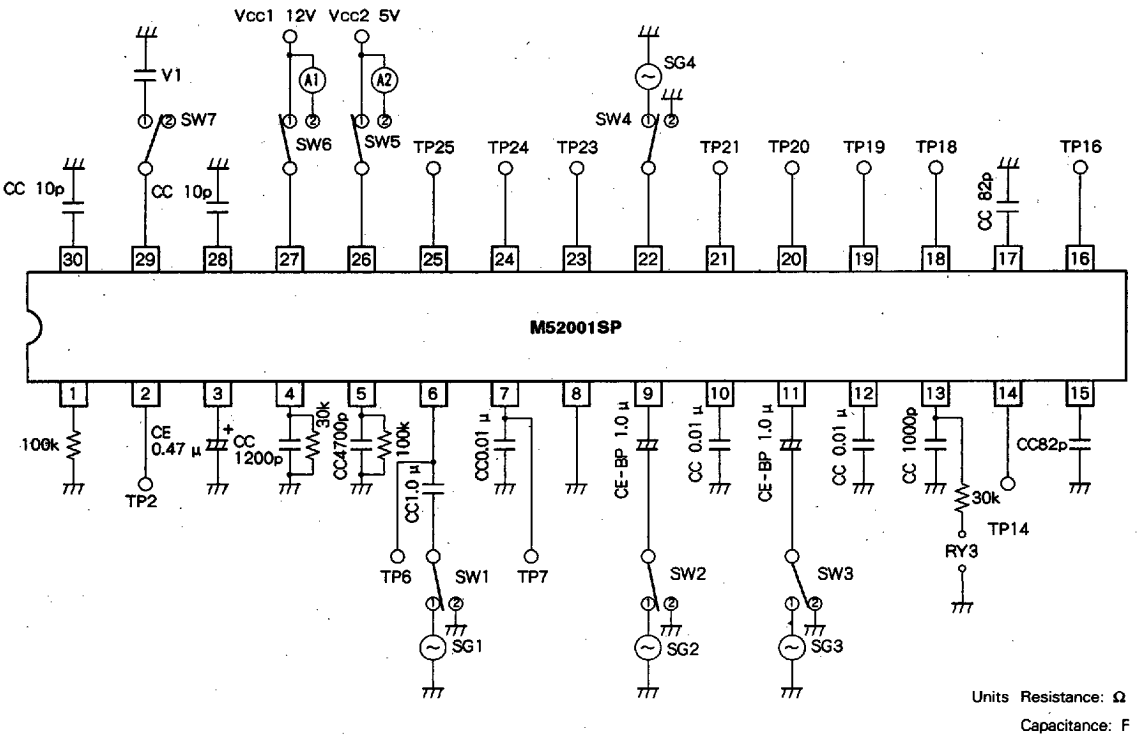 Vcc1 12V Vcc2 5V
V1
A1
A2
SG4
1
2
SW7
1
2
SW6
1
2
SW5
SW4
1
2
CC 10p
CC 10p
TP25
TP24
TP23
TP21
TP20
TP19
TP18
CC 82p
TP16
30
29
28
27
26
25
24
23
22
21
20
19
18
17
16
M52001SP
1
2
3
4
5
6
7
8
9
10
11
12
13
14
15
100k
TP2
CE
0.47 μ
+
CC
1200p
30k
CC4700p
100k
CC1.0 μ
TP6
CC0.01 μ
TP7
CE-BP 1.0 μ
CC 0.01 μ
CE-BP 1.0 μ
CC 0.01 μ
CC 1000p
30k
TP14
RY3
CC82p
SW1
1
2
SG1
SW2
1
2
SG2
SW3
1
2
SG3
Units Resistance: Ω
Capacitance: F